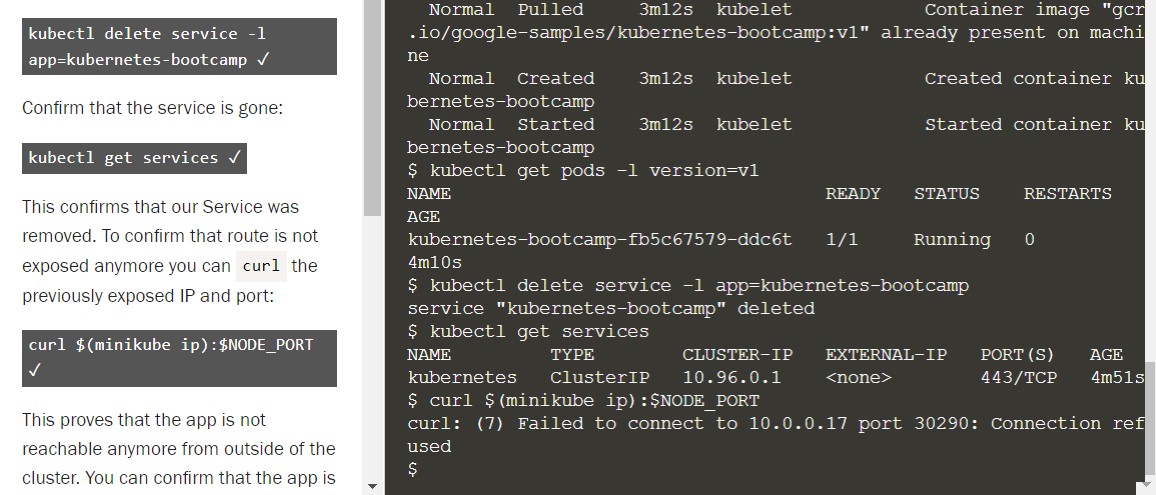 kubectl delete service -l
app=kubernetes-bootcamp ✓
Confirm that the service is gone:
kubectl get services ✓
This confirms that our Service was
removed. To confirm that route is not
exposed anymore you can curl the
previously exposed IP and port:
curl $(minikube ip):$NODE_PORT
✓
This proves that the app is not
reachable anymore from outside of the
cluster. You can confirm that the app is
Normal Pulled 3m12s kubelet Container image "gcr
.io/google-samples/kubernetes-bootcamp:v1" already present on machi
ne
Normal Created 3m12s kubelet Created container ku
bernetes-bootcamp
Normal Started 3m12s kubelet Started container ku
bernetes-bootcamp
$ kubectl get pods -l version=v1
NAME READY STATUS RESTARTS
AGE
kubernetes-bootcamp-fb5c67579-ddc6t 1/1 Running 0
4m10s
$ kubectl delete service -l app=kubernetes-bootcamp
service "kubernetes-bootcamp" deleted
$ kubectl get services
NAME TYPE CLUSTER-IP EXTERNAL-IP PORT(S) AGE
kubernetes ClusterIP 10.96.0.1 <none> 443/TCP 4m51s
$ curl $(minikube ip):$NODE_PORT
curl: (7) Failed to connect to 10.0.0.17 port 30290: Connection ref
used
$